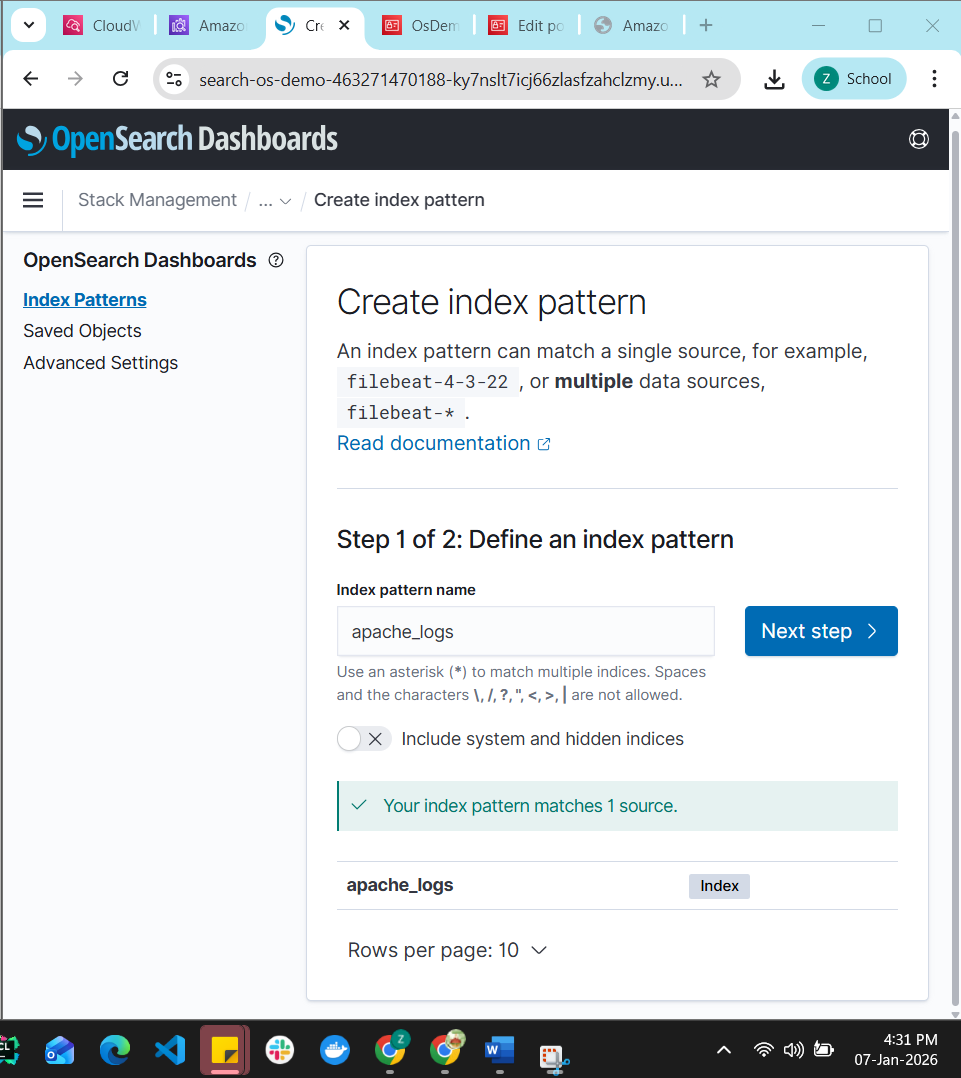 CloudW
Amazo
Cre
OsDem
Edit po
Amazo
search-os-demo-463271470188-ky7nslt7icj66zlasfzahclzmy.u...
Z
School
OpenSearch Dashboards
Stack Management / ... / Create index pattern
OpenSearch Dashboards
Index Patterns
Saved Objects
Advanced Settings
Create index pattern
An index pattern can match a single source, for example,
filebeat-4-3-22 , or multiple data sources,
filebeat-* .
Read documentation
Step 1 of 2: Define an index pattern
Index pattern name
apache_logs
Next step
Use an asterisk (*) to match multiple indices. Spaces
and the characters \, /, ?, ", <, >, | are not allowed.
Include system and hidden indices
Your index pattern matches 1 source.
apache_logs
Index
Rows per page: 10
4:31 PM
07-Jan-2026